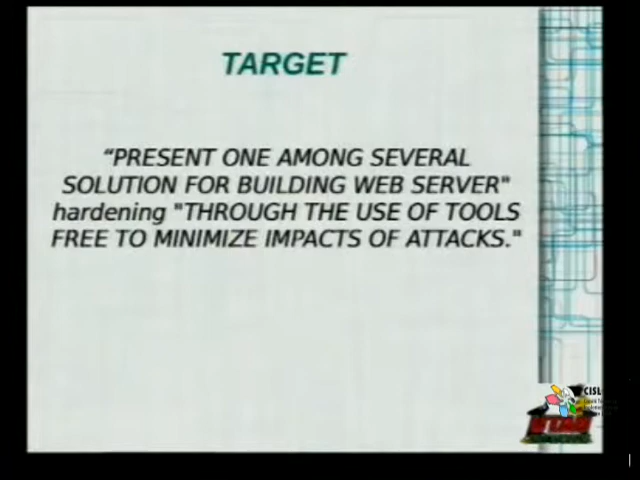 TARGET
“PRESENT ONE AMONG SEVERAL
SOLUTION FOR BUILDING WEB SERVER"
hardening "THROUGH THE USE OF TOOLS
FREE TO MINIMIZE IMPACTS OF ATTACKS."
CISL